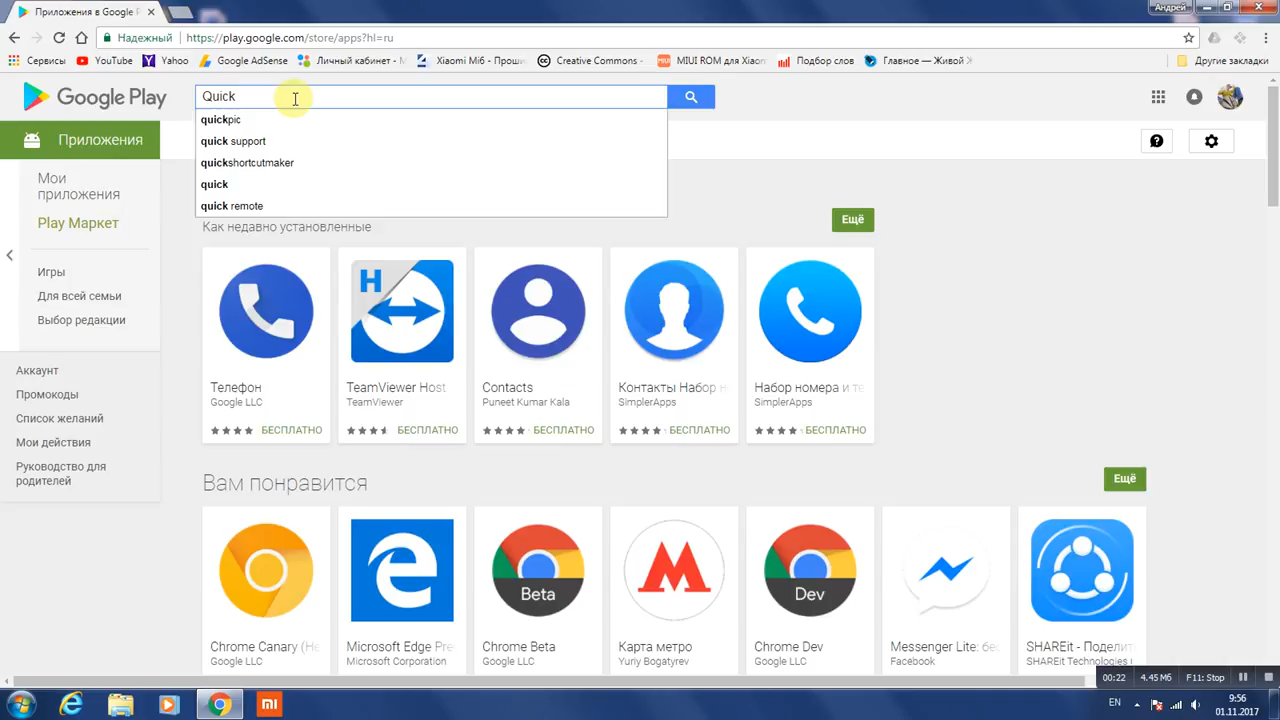 Приложения в Google P
Андрей
Надежный
https://play.google.com/store/apps?hl=ru
Сервисы
YouTube
Yahoo
Google AdSense
Личный кабинет -
Xiaomi Mi6 - Проши
Creative Commons -
MIUI ROM для Xiaom
Подбор слов
Главное — Живой Ж
Другие закладки
Google Play
Quick
quickpic
quick support
quickshortcutmaker
quick
quick remote
Приложения
Мои
приложения
Play Маркет
Игры
Для всей семьи
Выбор редакции
Аккаунт
Промокоды
Список желаний
Мои действия
Руководство для
родителей
Как недавно установленные
Ещё
Телефон
Google LLC
БЕСПЛАТНО
H
TeamViewer Host
TeamViewer
БЕСПЛАТНО
Contacts
Puneet Kumar Kala
БЕСПЛАТНО
Контакты Набор н
SimplerApps
БЕСПЛАТНО
Набор номера и те
SimplerApps
БЕСПЛАТНО
Вам понравится
Ещё
Chrome Canary (Не
Google LLC
Microsoft Edge Pre
Microsoft Corporation
Beta
Chrome Beta
Google LLC
Карта метро
Yuriy Bogatyrev
Dev
Chrome Dev
Google LLC
Messenger Lite: бес
Facebook
SHAREit - Поделить
SHAREit Technologies
00:22
4.45 Мб
F11: Stop
EN
9:56
01.11.2017